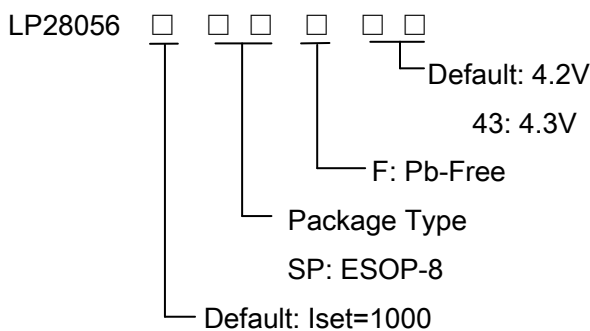 LP28056 □ □ □ □ □ □
Default: 4.2V
43: 4.3V
F: Pb-Free
Package Type
SP: ESOP-8
Default: Iset=1000